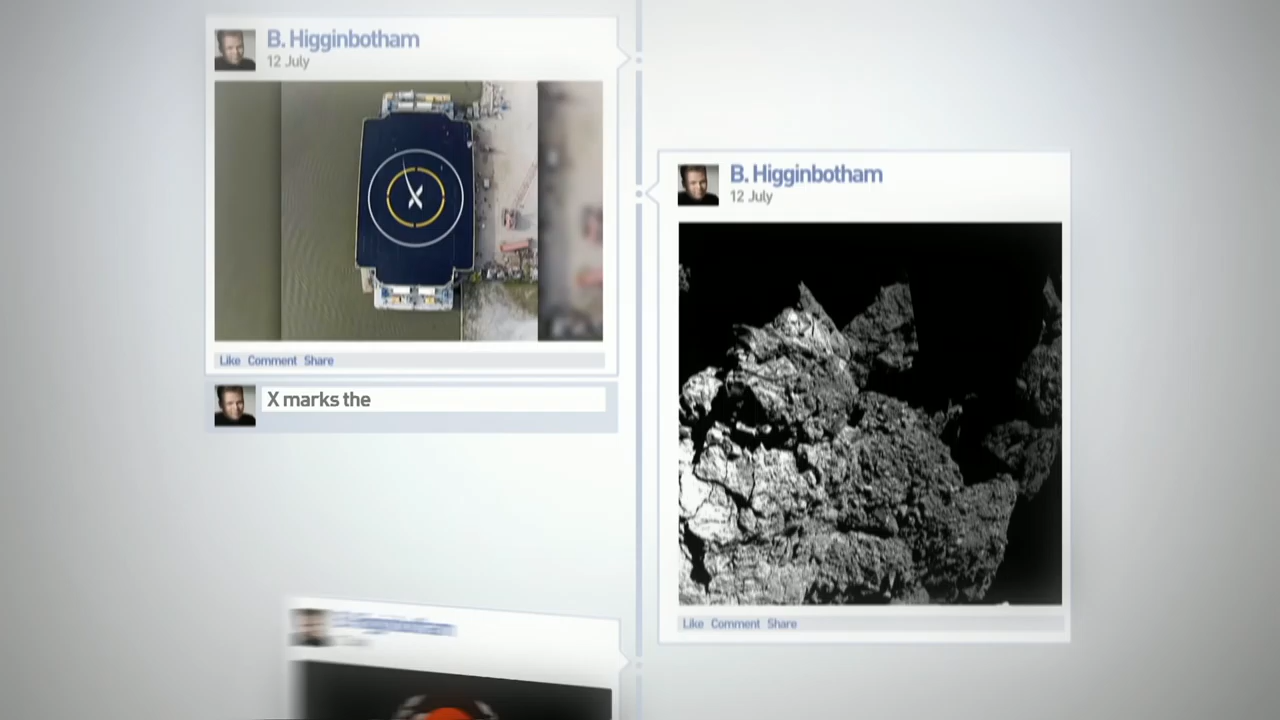 B. Higginbotham
12 July
Like Comment Share
X marks the
B. Higginbotham
12 July
Like Comment Share